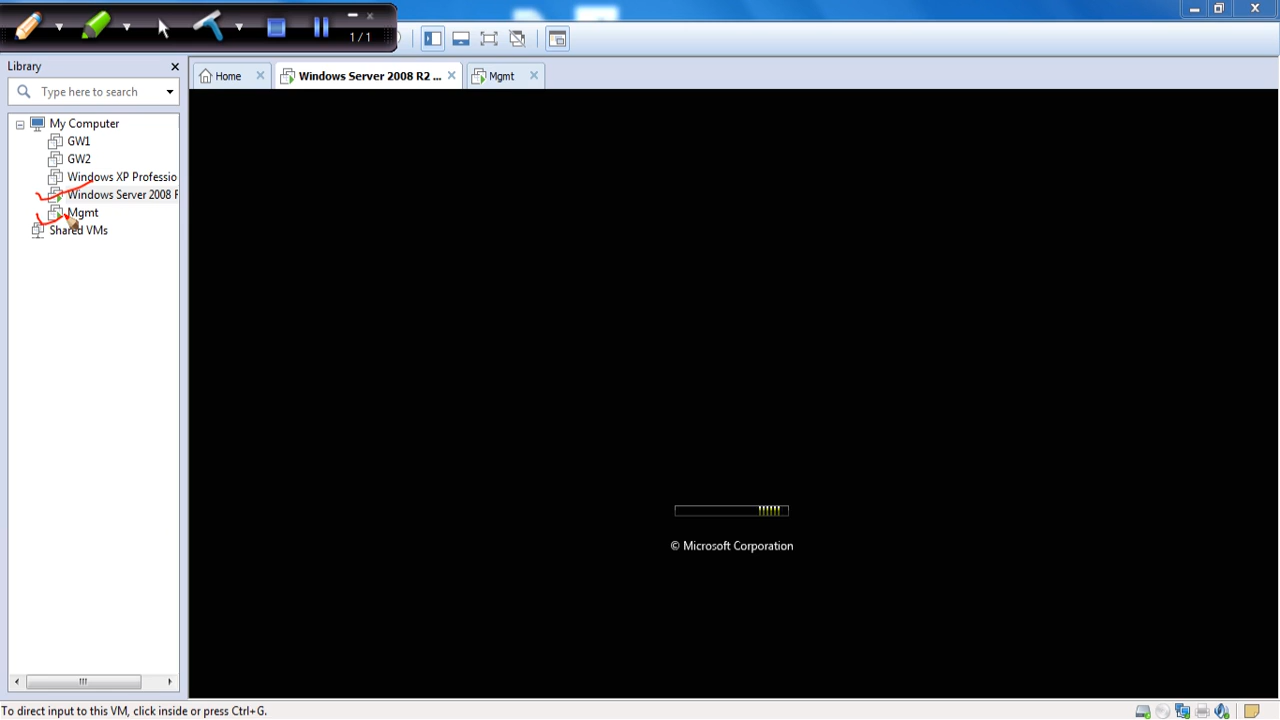 1 / 1
Library
Type here to search
Home
Windows Server 2008 R2 ...
Mgmt
My Computer
GW1
GW2
Windows XP Professio
Windows Server 2008 R
Mgmt
Shared VMs
© Microsoft Corporation
To direct input to this VM, click inside or press Ctrl+G.